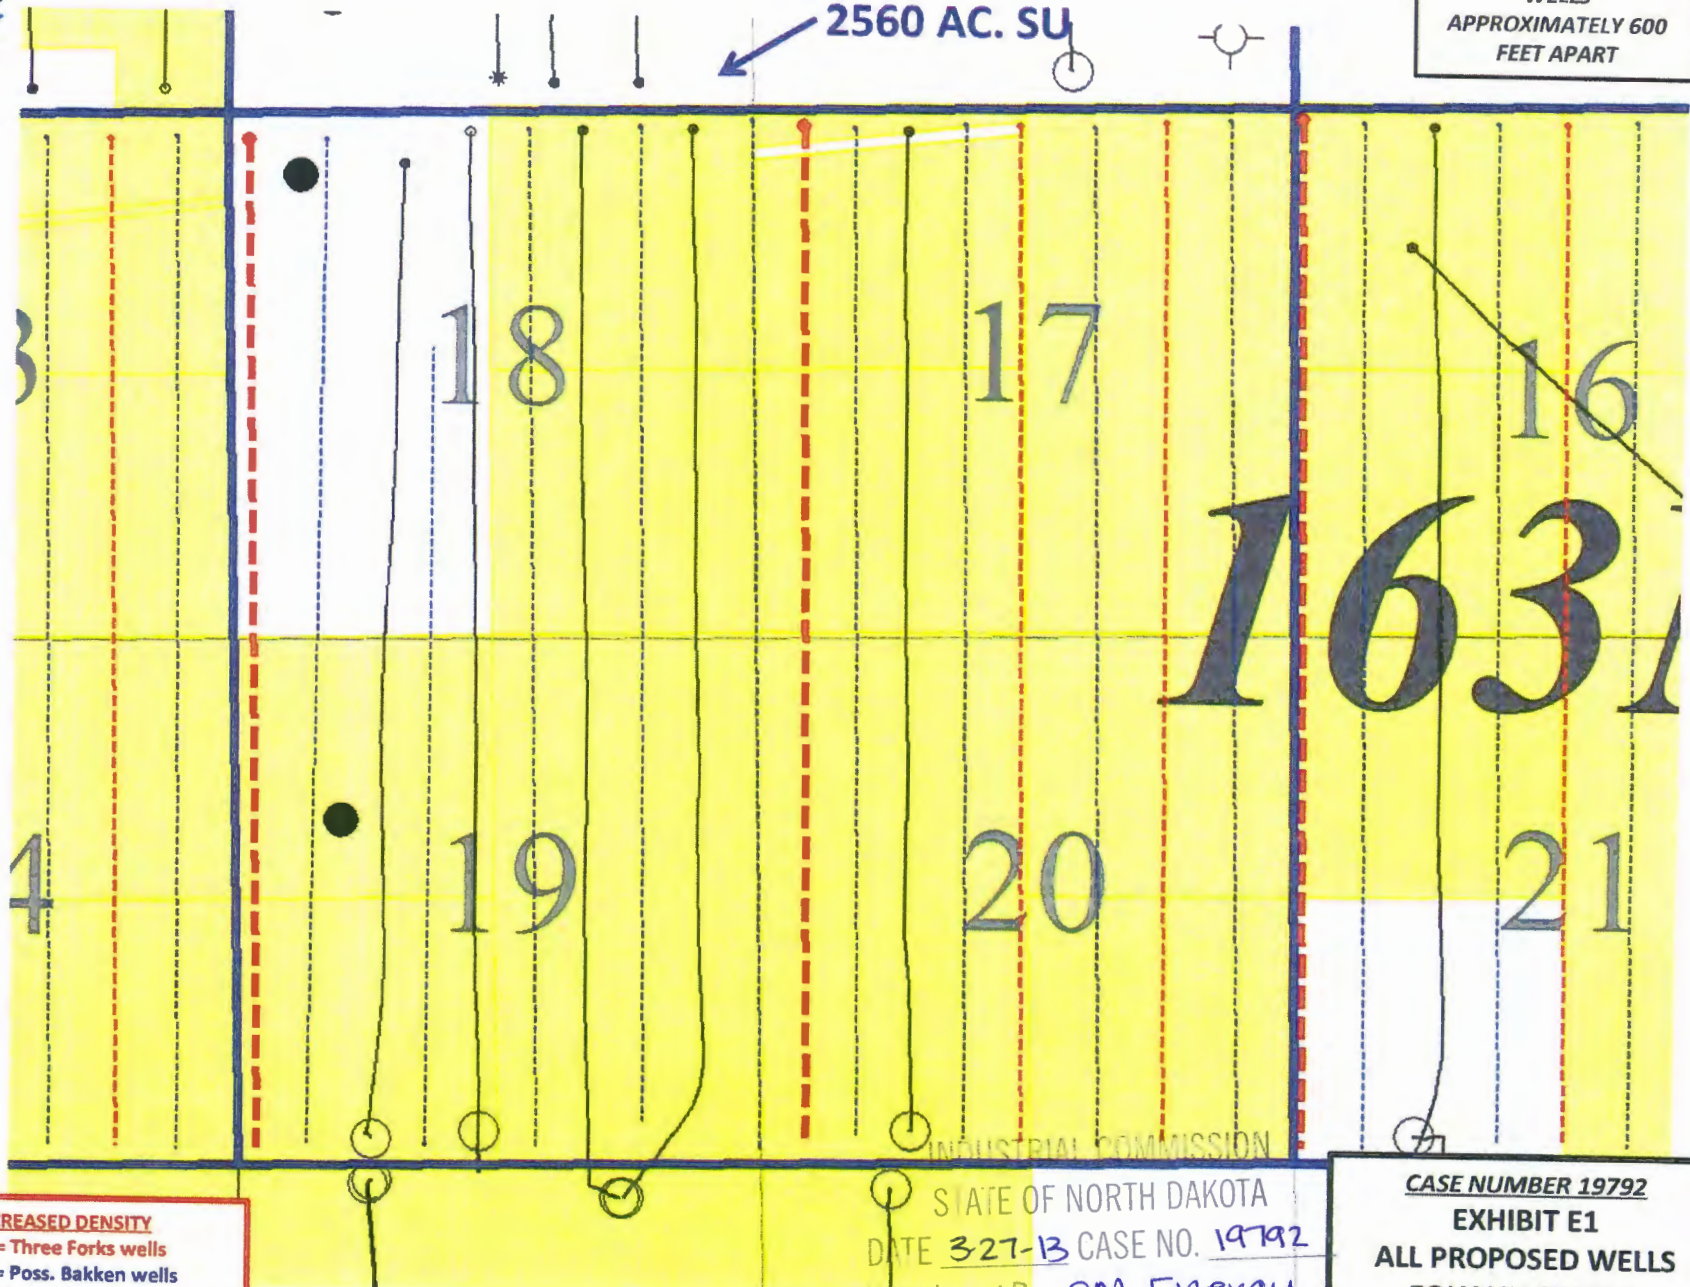 2560 AC. SU
APPROXIMATELY 600
FEET APART
18
17
16
163
19
20
21
4
INDUSTRIAL COMMISSION
STATE OF NORTH DAKOTA
DATE 3-27-13 CASE NO. 19792
REASED DENSITY
= Three Forks wells
= Poss. Bakken wells
CASE NUMBER 19792
EXHIBIT E1
ALL PROPOSED WELLS